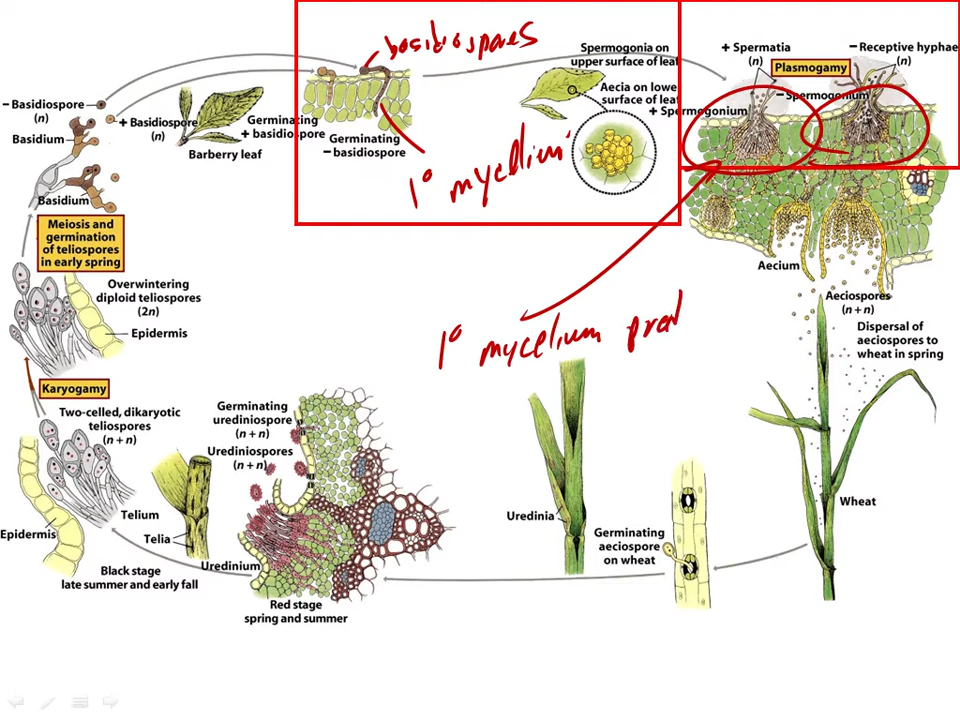 basidiospores
Spermogonia on
upper surface of leaf
+ Spermatia
(n)
– Receptive hyphae
(n)
Plasmogamy
– Basidiospore
(n)
+ Basidiospore
(n)
Basidium
Basidium
Barberry leaf
Germinating
+ basidiospore
Germinating
– basidiospore
Aecia on lowe
surface of leaf
+ Spermogonium
– Spermogonium
1° mycelium
Meiosis and
germination
of teliospores
in early spring
Overwintering
diploid teliospores
(2n)
Epidermis
Aecium
Aeciospores
(n + n)
Dispersal of
aeciospores to
wheat in spring
1° mycelium prod
Karyogamy
Two-celled, dikaryotic
teliospores
(n + n)
Germinating
urediniospore
(n + n)
Urediniospores
(n + n)
Epidermis
Telium
Telia
Uredinium
Uredinia
Germinating
aeciospore
on wheat
Wheat
Black stage
late summer and early fall
Red stage
spring and summer